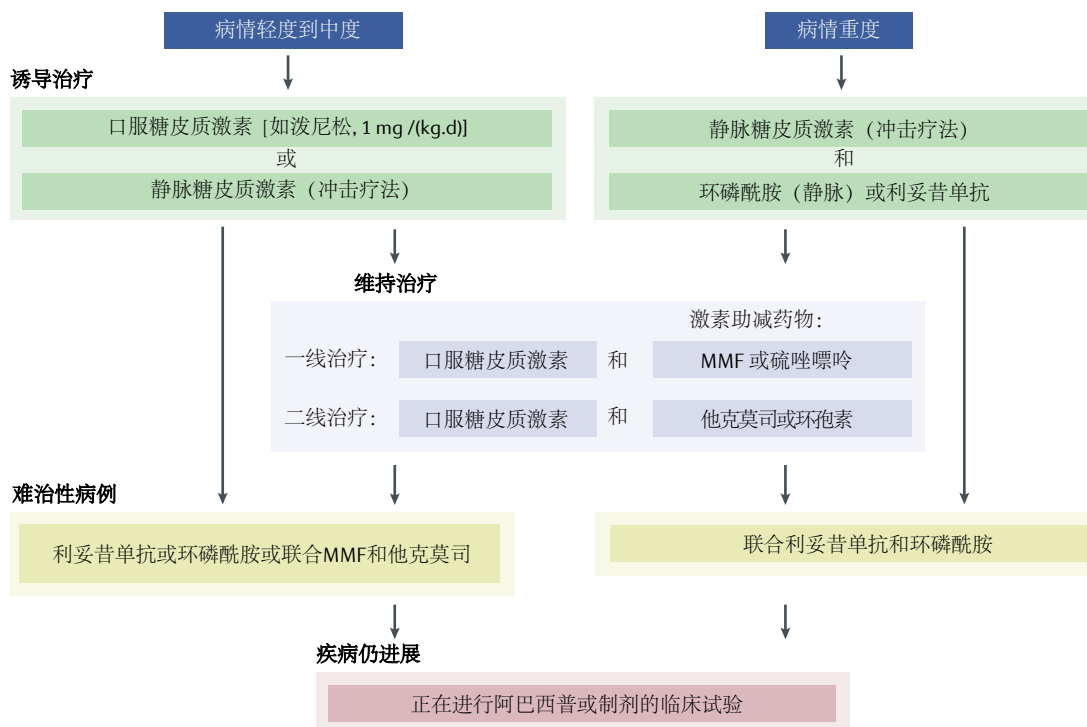 病情轻度到中度
病情重度
诱导治疗
口服糖皮质激素 [如泼尼松, 1 mg /(kg.d)]
或
静脉糖皮质激素（冲击疗法）
静脉糖皮质激素（冲击疗法）
和
环磷酰胺（静脉）或利妥昔单抗
维持治疗
激素助减药物：
一线治疗： 口服糖皮质激素 和 MMF 或硫唑嘌呤
二线治疗： 口服糖皮质激素 和 他克莫司或环孢素
难治性病例
利妥昔单抗或环磷酰胺或联合MMF和他克莫司
联合利妥昔单抗和环磷酰胺
疾病仍进展
正在进行阿巴西普或制剂的临床试验